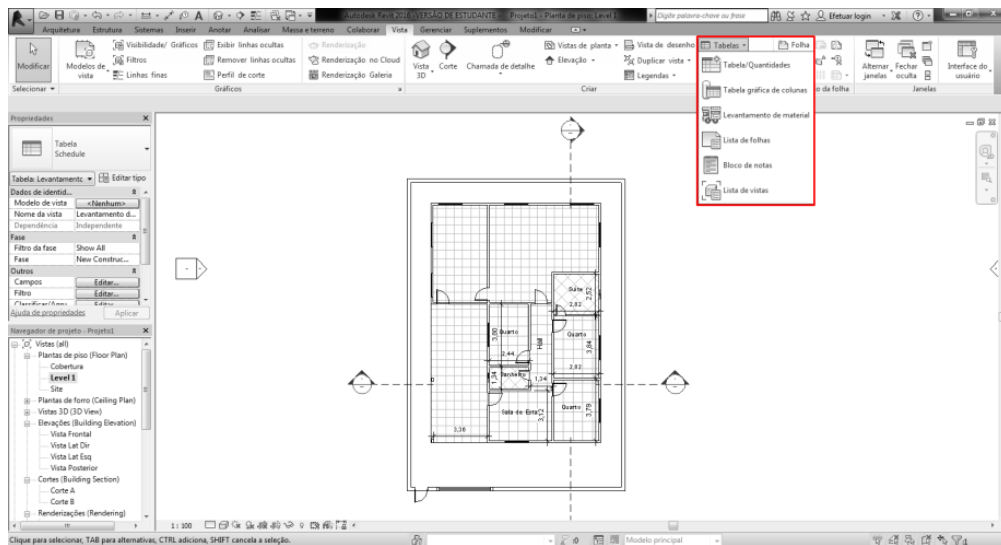 Autodesk Revit 2016 -VERSÃO DE ESTUDANTE - Projeto1 - Planta de piso: Level 1
Digite palavra-chave ou frase
Efetuar login
Arquitetura Estrutura Sistemas Inserir Anotar Analisar Massa e terreno Colaborar Vista Gerenciar Suplementos Modificar
Modificar
Modelos de vista
Visibilidade/ Gráficos
Filtros
Linhas finas
Exibir linhas ocultas
Remover linhas ocultas
Perfil de corte
Renderização
Renderização no Cloud
Renderização Galeria
Vista 3D
Corte
Chamada de detalhe
Vistas de planta
Elevação
Vista de desenho
Duplicar vista
Legendas
Tabelas
Folha
Tabela/Quantidades
Tabela gráfica de colunas
Levantamento de material
Lista de folhas
Bloco de notas
Lista de vistas
Alternar janelas
Fechar oculta
Interface do usuário
Selecionar
Gráficos
Criar
o da folha
Janelas
Propriedades
Tabela
Schedule
Tabela: Levantamentc
Editar tipo
Dados de identid...
Modelo de vista <Nenhum>
Nome da vista Levantamento d...
Dependência Independente
Fase
Filtro da fase Show All
Fase New Construc...
Outros
Campos Editar...
Filtro Editar...
Ajuda de propriedades
Aplicar
Navegador de projeto - Projeto1
Vistas (all)
Plantas de piso (Floor Plan)
Cobertura
Level 1
Site
Plantas de forro (Ceiling Plan)
Vistas 3D (3D View)
Elevações (Building Elevation)
Vista Frontal
Vista Lat Dir
Vista Lat Esq
Vista Posterior
Cortes (Building Section)
Corte A
Corte B
Renderizações (Rendering)
Suíte
2,52
2,82
Quarto
3,80
2,44
Hall
Quarto
3,84
2,82
Banheiro
1,34
1,34
Sala de Esta
3,12
Quarto
3,79
3,36
1 : 100
Clique para selecionar, TAB para alternativas, CTRL adiciona, SHIFT cancela a seleção.
:0
Modelo principal